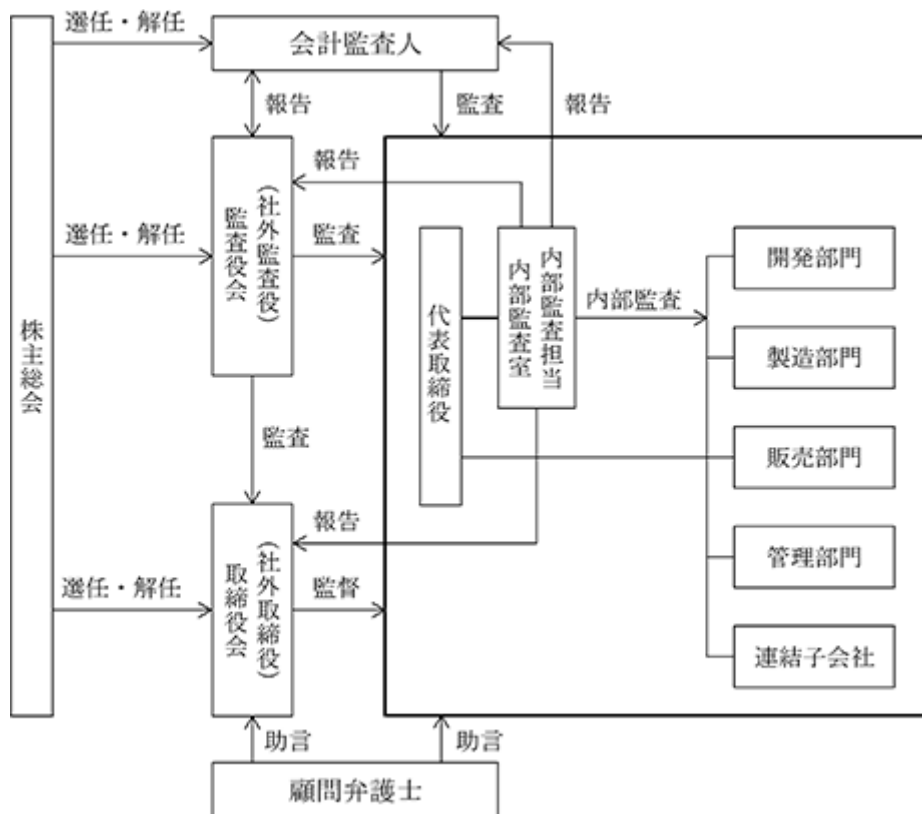 選任・解任
会計監査人
報告
監査
報告
株主総会
選任・解任
監査役会
(社外監査役)
報告
監査
代表取締役
内部監査室
内部監査担当
内部監査
開発部門
製造部門
販売部門
管理部門
連結子会社
監査
選任・解任
取締役会
(社外取締役)
報告
監督
助言
助言
顧問弁護士